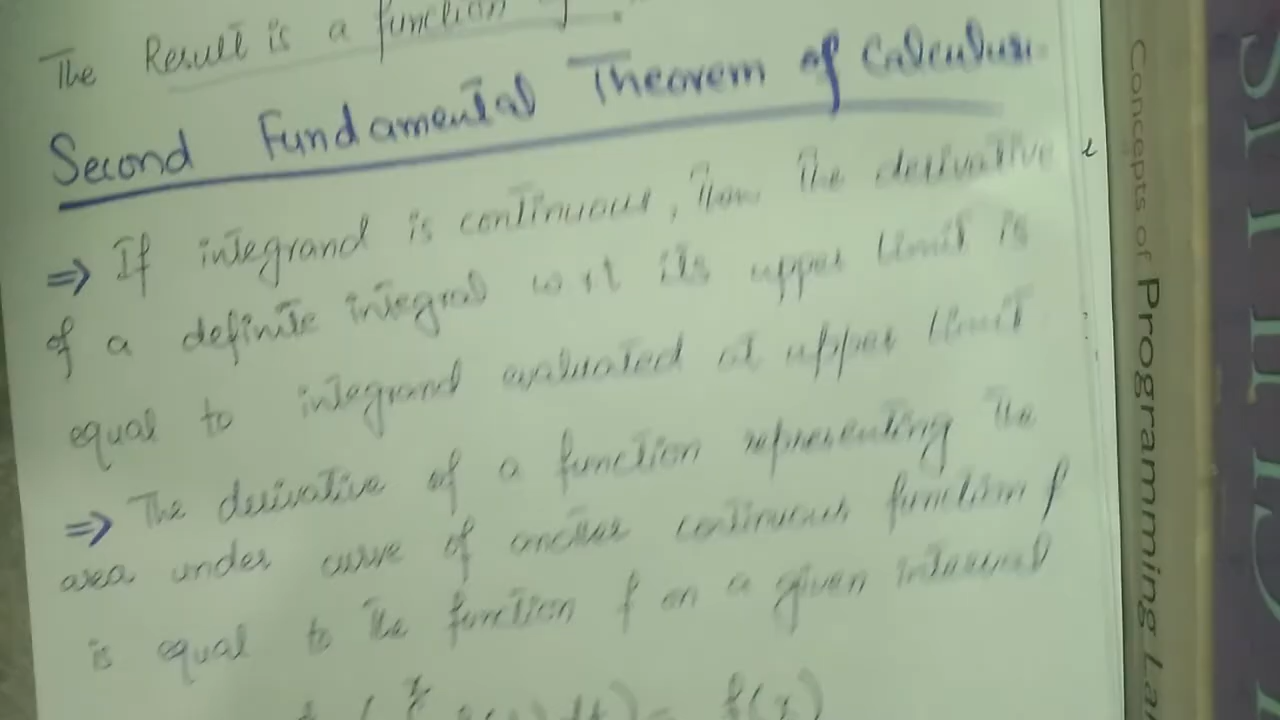 The Result is a function
Second Fundamental Theorem of Calculus:
⇒ If integrand is continuous, then the derivative
of a definite integral w.r.t its upper limit is
equal to integrand evaluated at upper limit
⇒ The derivative of a function representing the
area under curve of another continuous function f
is equal to the function f on a given interval
dt) = f(x)
Concepts of Programming Lan